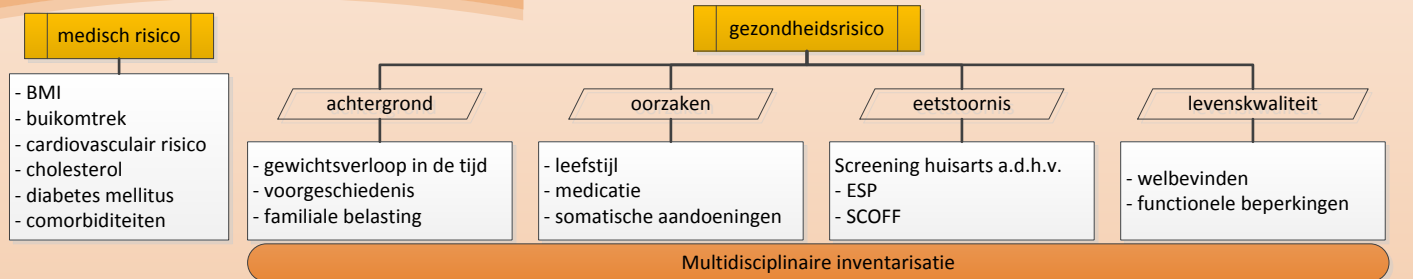 medisch risico
- BMI
- buikomtrek
- cardiovasculair risico
- cholesterol
- diabetes mellitus
- comorbiditeiten
gezondheidsrisico
achtergrond
- gewichtsverloop in de tijd
- voorgeschiedenis
- familiale belasting
oorzaken
- leefstijl
- medicatie
- somatische aandoeningen
eetstoornis
Screening huisarts a.d.h.v.
- ESP
- SCOFF
levenskwaliteit
- welbevinden
- functionele beperkingen
Multidisciplinaire inventarisatie